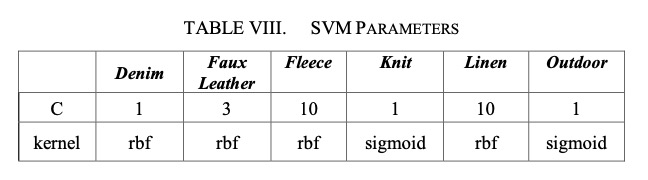 TABLE VIII. SVM PARAMETERS
Denim Faux Leather Fleece Knit Linen Outdoor
C 1 3 10 1 10 1
kernel rbf rbf rbf sigmoid rbf sigmoid